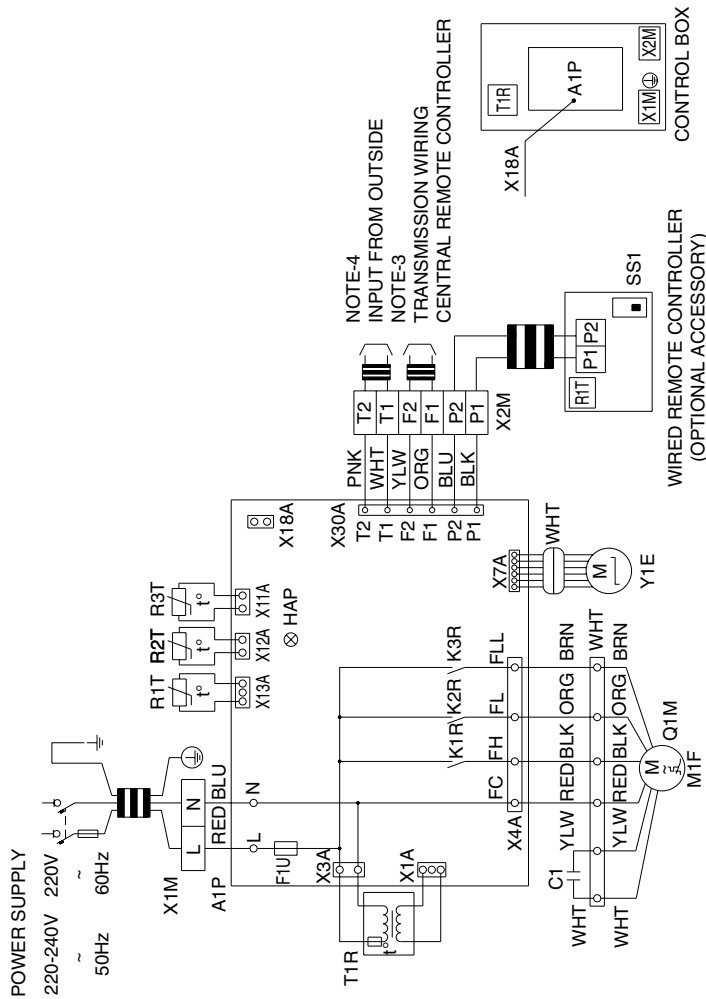 POWER SUPPLY
220-240V 220V
~ ~
50Hz 60Hz
X1M
L N
RED BLU
A1P
L N
F1U
X3A
X1A
T1R
t°
R1T
t°
X13A
R2T
t°
X12A
R3T
t°
X11A
HAP
X18A
X30A
T2
T1
F2
F1
P2
P1
PNK
WHT
YLW
ORG
BLU
BLK
T2
T1
F2
F1
P2
P1
X2M
NOTE-4
INPUT FROM OUTSIDE
NOTE-3
TRANSMISSION WIRING
CENTRAL REMOTE CONTROLLER
K1R K2R K3R
X4A
FC FH FL FLL
X7A
WHT
M
Y1E
C1
WHT YLW RED BLK ORG BRN
WHT
WHT YLW RED BLK ORG BRN
M
~
Q1M
M1F
R1T
P1 P2
SS1
WIRED REMOTE CONTROLLER
(OPTIONAL ACCESSORY)
X18A
T1R
A1P
X1M
X2M
CONTROL BOX